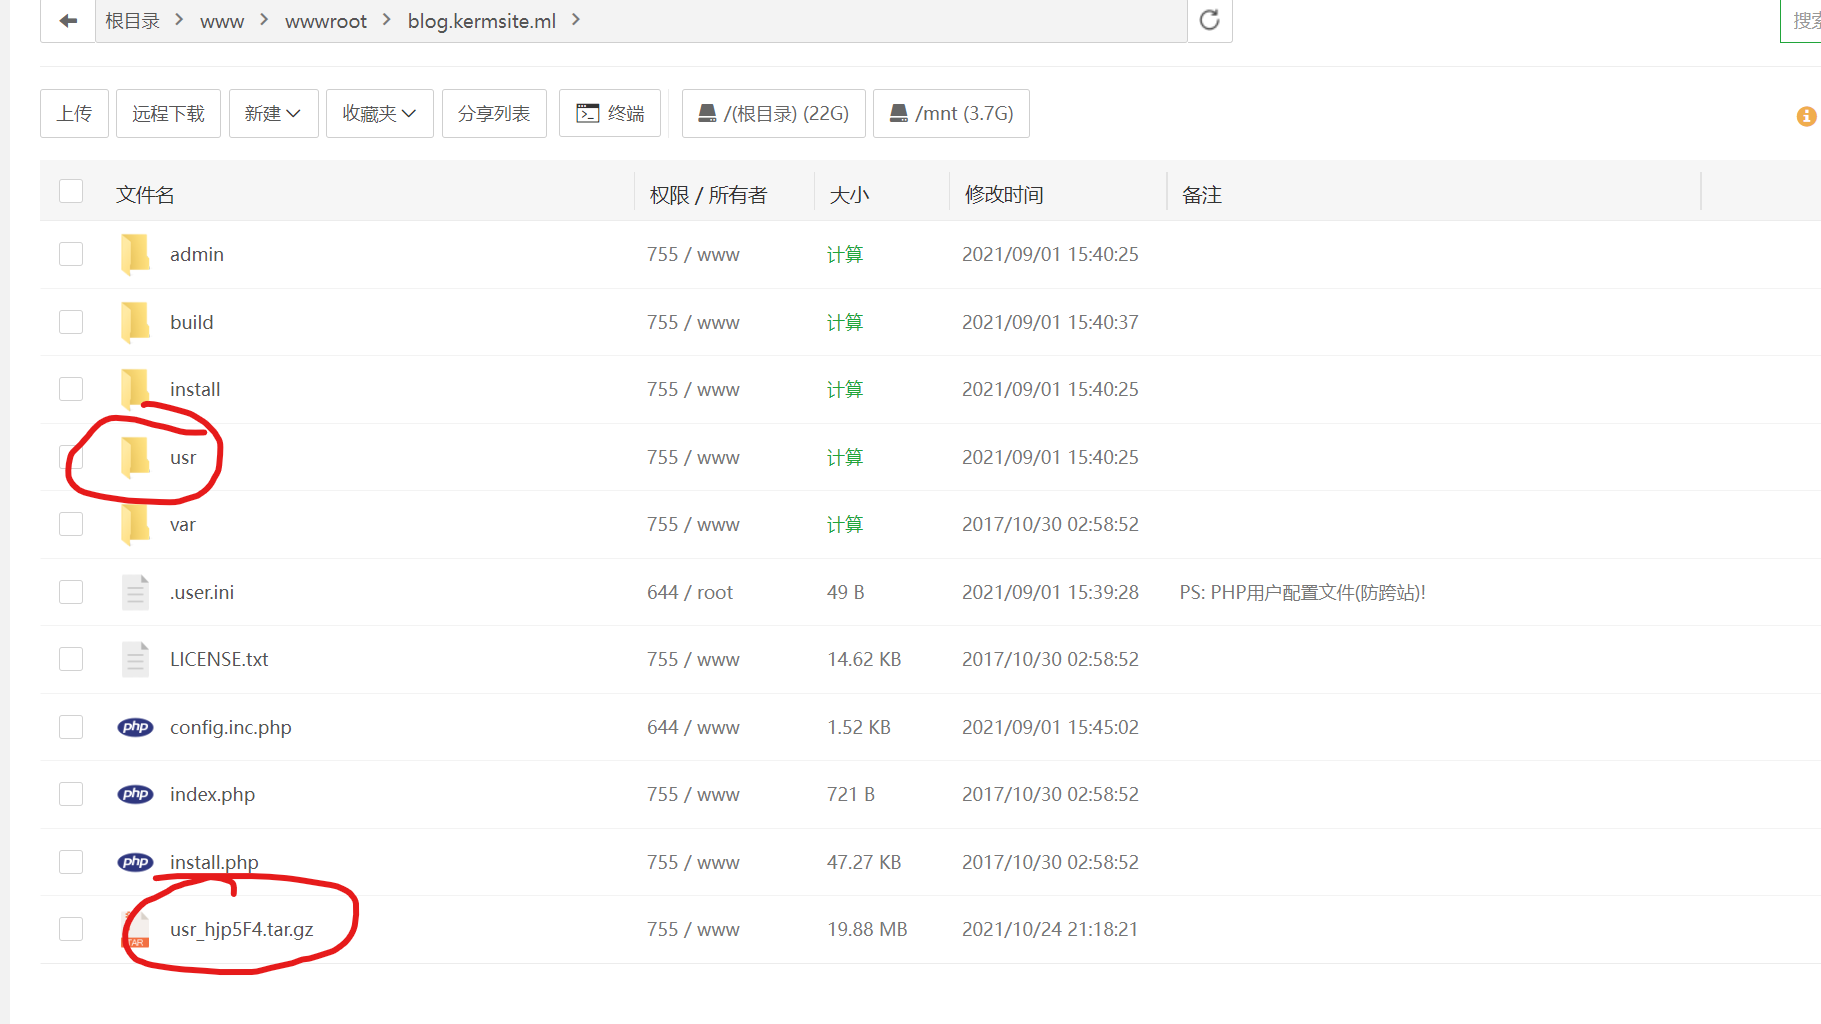 根目录 > www > wwwroot > blog.kermsite.ml >
搜索
上传 远程下载 新建 收藏夹 分享列表 终端 /(根目录) (22G) /mnt (3.7G)
文件名 权限 / 所有者 大小 修改时间 备注
admin 755 / www 计算 2021/09/01 15:40:25
build 755 / www 计算 2021/09/01 15:40:37
install 755 / www 计算 2021/09/01 15:40:25
usr 755 / www 计算 2021/09/01 15:40:25
var 755 / www 计算 2017/10/30 02:58:52
.user.ini 644 / root 49 B 2021/09/01 15:39:28 PS: PHP用户配置文件(防跨站)!
LICENSE.txt 755 / www 14.62 KB 2017/10/30 02:58:52
php config.inc.php 644 / www 1.52 KB 2021/09/01 15:45:02
php index.php 755 / www 721 B 2017/10/30 02:58:52
php install.php 755 / www 47.27 KB 2017/10/30 02:58:52
TAR usr_hjp5F4.tar.gz 755 / www 19.88 MB 2021/10/24 21:18:21